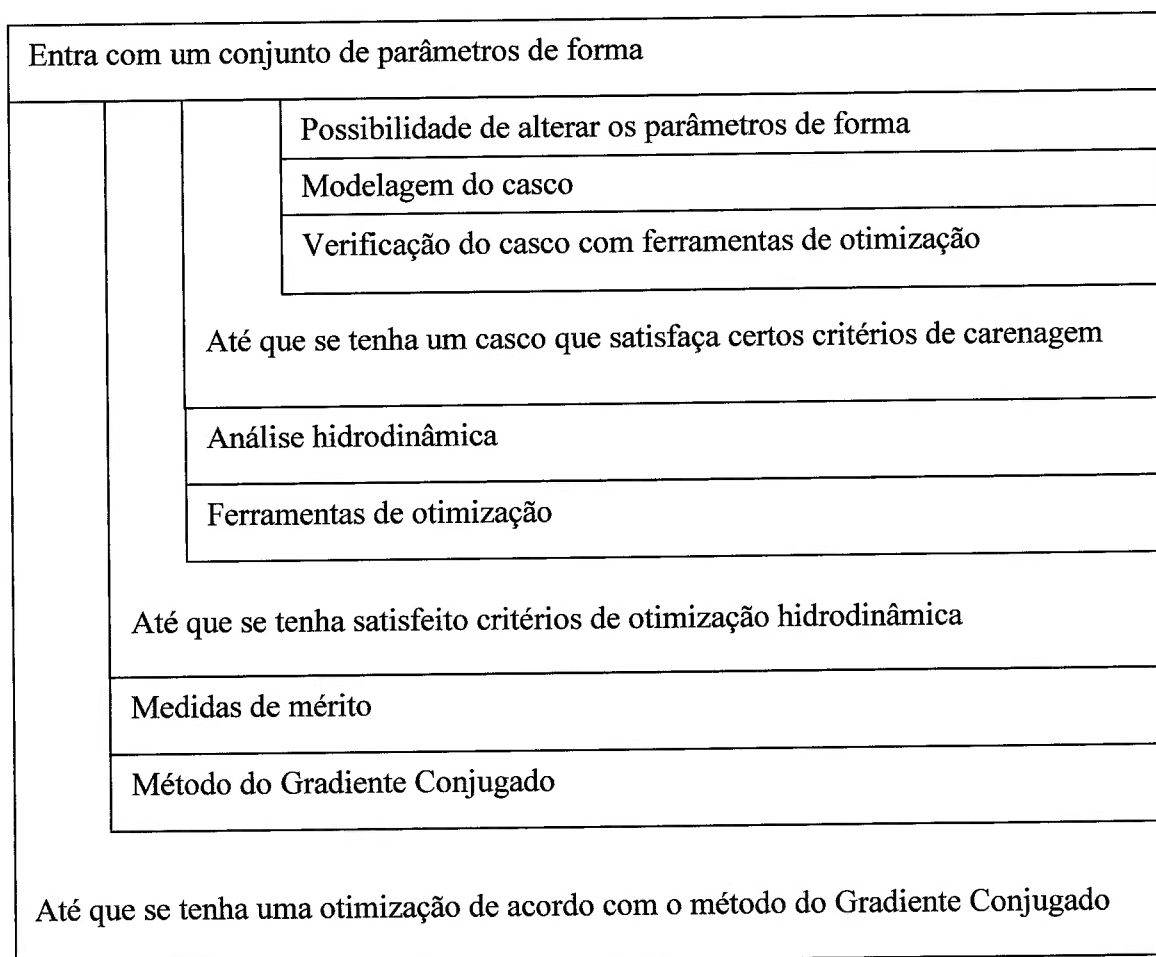 Entra com um conjunto de parâmetros de forma
Possibilidade de alterar os parâmetros de forma
Modelagem do casco
Verificação do casco com ferramentas de otimização
Até que se tenha um casco que satisfaça certos critérios de carenagem
Análise hidrodinâmica
Ferramentas de otimização
Até que se tenha satisfeito critérios de otimização hidrodinâmica
Medidas de mérito
Método do Gradiente Conjugado
Até que se tenha uma otimização de acordo com o método do Gradiente Conjugado